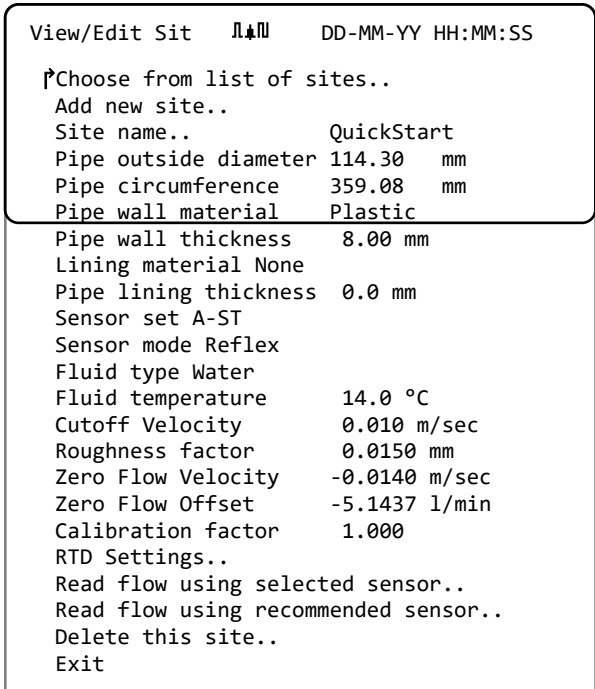 View/Edit Sit DD-MM-YY HH:MM:SS
Choose from list of sites..
Add new site..
Site name.. QuickStart
Pipe outside diameter 114.30 mm
Pipe circumference 359.08 mm
Pipe wall material Plastic
Pipe wall thickness 8.00 mm
Lining material None
Pipe lining thickness 0.0 mm
Sensor set A-ST
Sensor mode Reflex
Fluid type Water
Fluid temperature 14.0 °C
Cutoff Velocity 0.010 m/sec
Roughness factor 0.0150 mm
Zero Flow Velocity -0.0140 m/sec
Zero Flow Offset -5.1437 l/min
Calibration factor 1.000
RTD Settings..
Read flow using selected sensor..
Read flow using recommended sensor..
Delete this site..
Exit